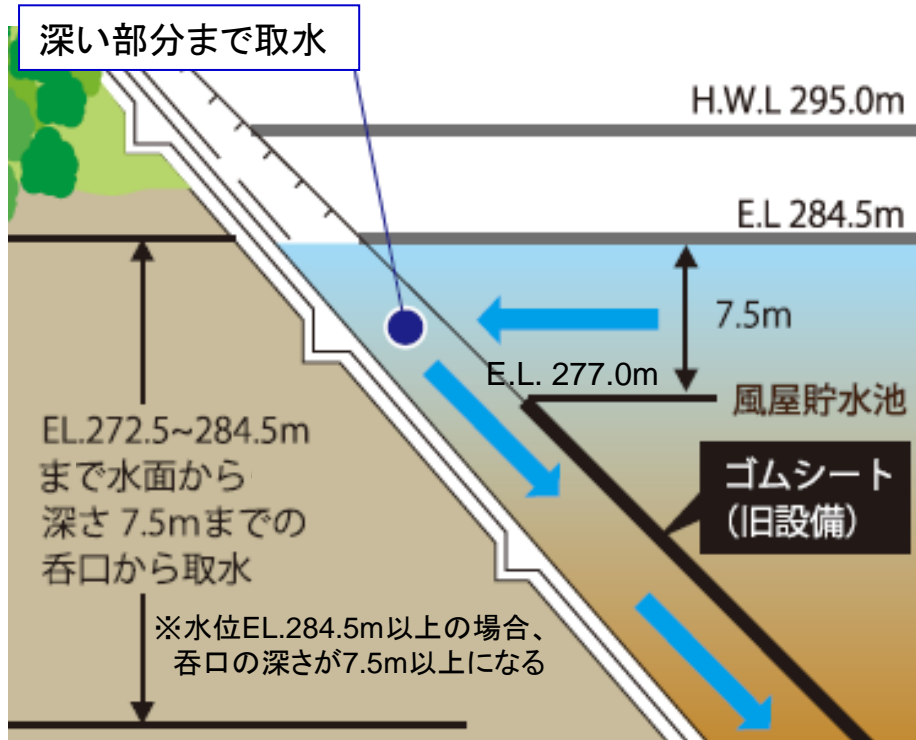 深い部分まで取水
H.W.L 295.0m
E.L 284.5m
7.5m
E.L. 277.0m
風屋貯水池
ゴムシート
（旧設備）
EL.272.5~284.5m
まで水面から
深さ 7.5mまでの
呑口から取水
※水位EL.284.5m以上の場合、
呑口の深さが7.5m以上になる